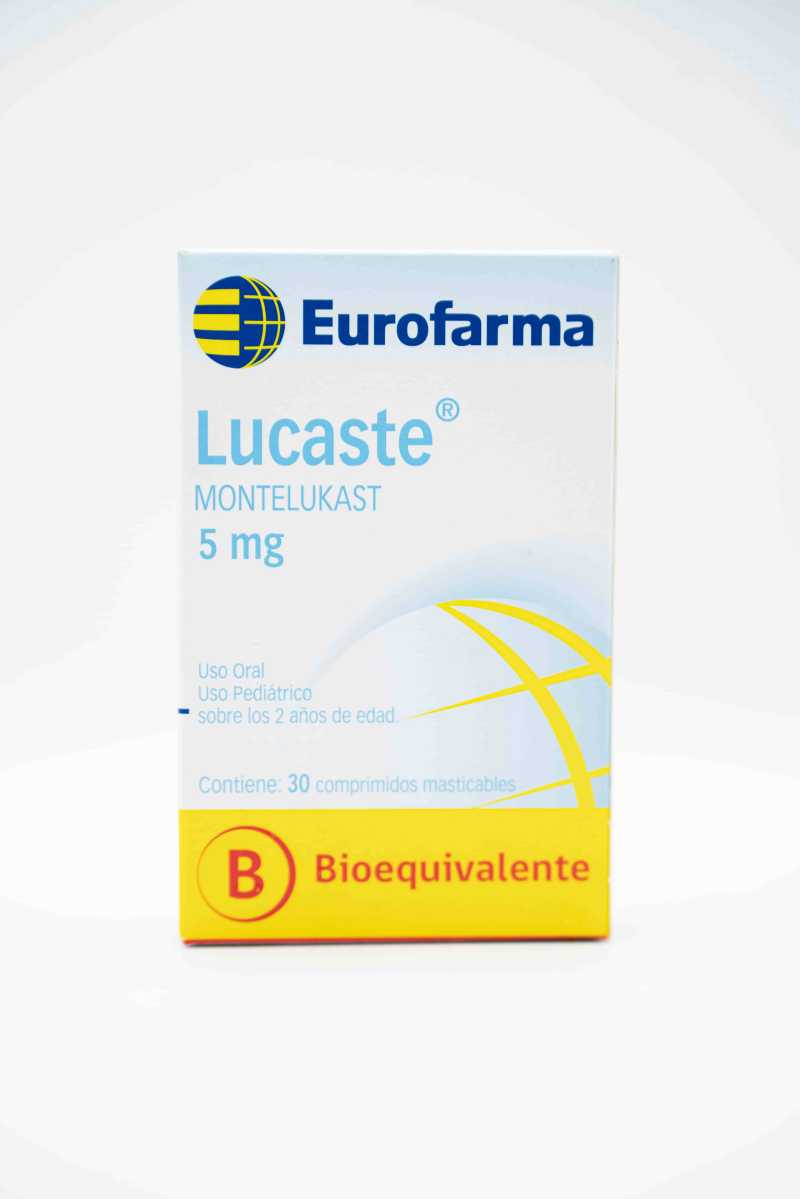 Eurofarma
Lucaste®
MONTELUKAST
5 mg
Uso Oral
Uso Pediátrico
sobre los 2 años de edad.
Contiene: 30 comprimidos masticables
B Bioequivalente